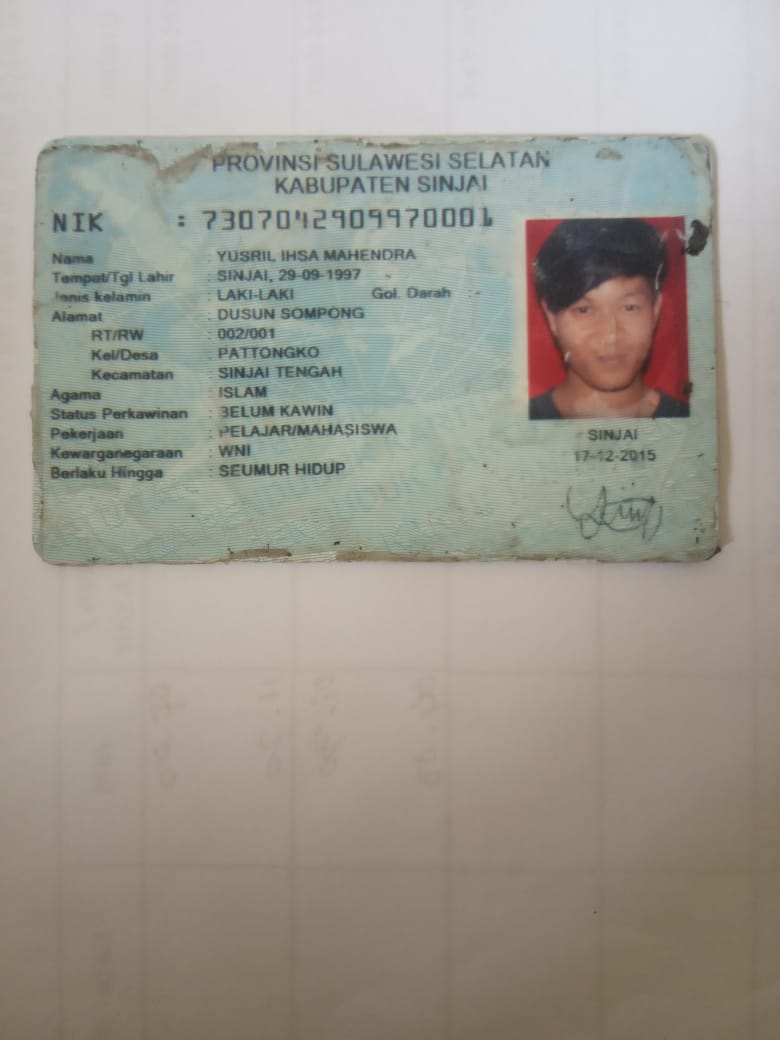 PROVINSI SULAWESI SELATAN
KABUPATEN SINJAI
NIK : 7307042909970001
Nama : YUSRIL IHSA MAHENDRA
Tempat/Tgl Lahir : SINJAI, 29-09-1997
Jenis kelamin : LAKI-LAKI Gol. Darah : -
Alamat : DUSUN SOMPONG
RT/RW : 002/001
Kel/Desa : PATTONGKO
Kecamatan : SINJAI TENGAH
Agama : ISLAM
Status Perkawinan : BELUM KAWIN
Pekerjaan : PELAJAR/MAHASISWA
Kewarganegaraan : WNI
Berlaku Hingga : SEUMUR HIDUP
SINJAI
17-12-2015